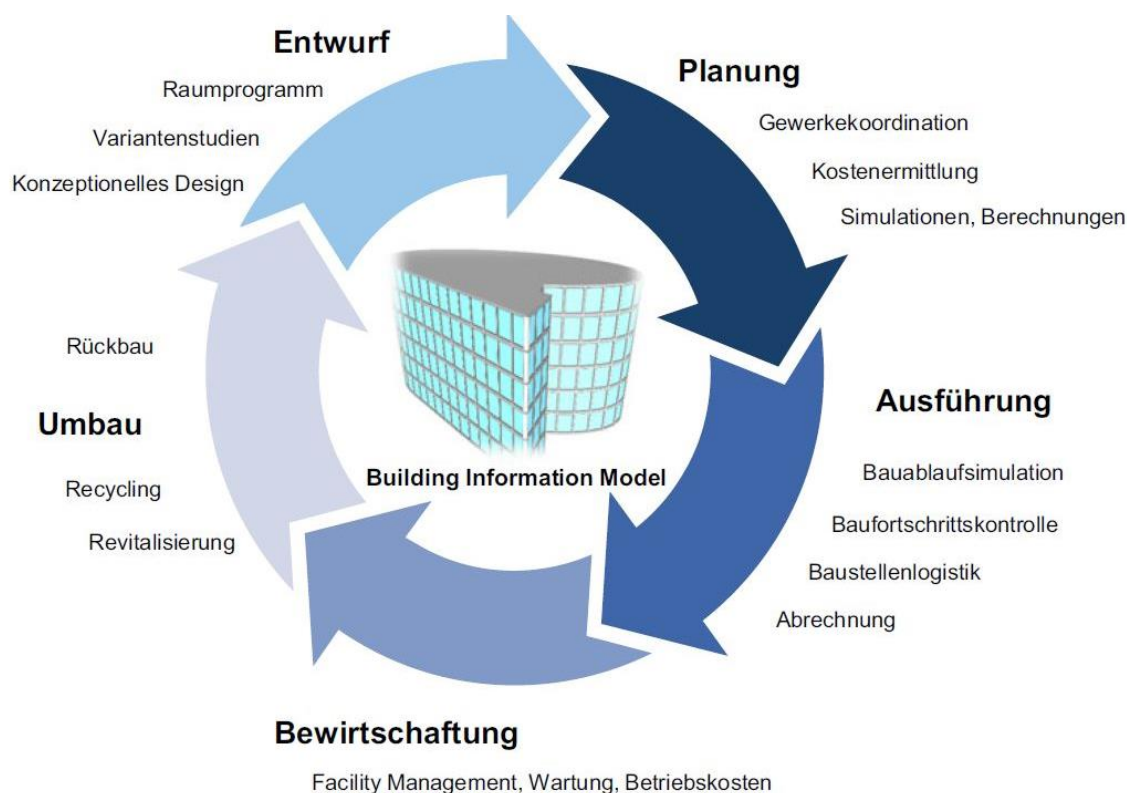 Entwurf
Raumprogramm
Variantenstudien
Konzeptionelles Design
Planung
Gewerkekoordination
Kostenermittlung
Simulationen, Berechnungen
Ausführung
Bauablaufsimulation
Baufortschrittskontrolle
Baustellenlogistik
Abrechnung
Bewirtschaftung
Facility Management, Wartung, Betriebskosten
Rückbau
Umbau
Recycling
Revitalisierung
Building Information Model